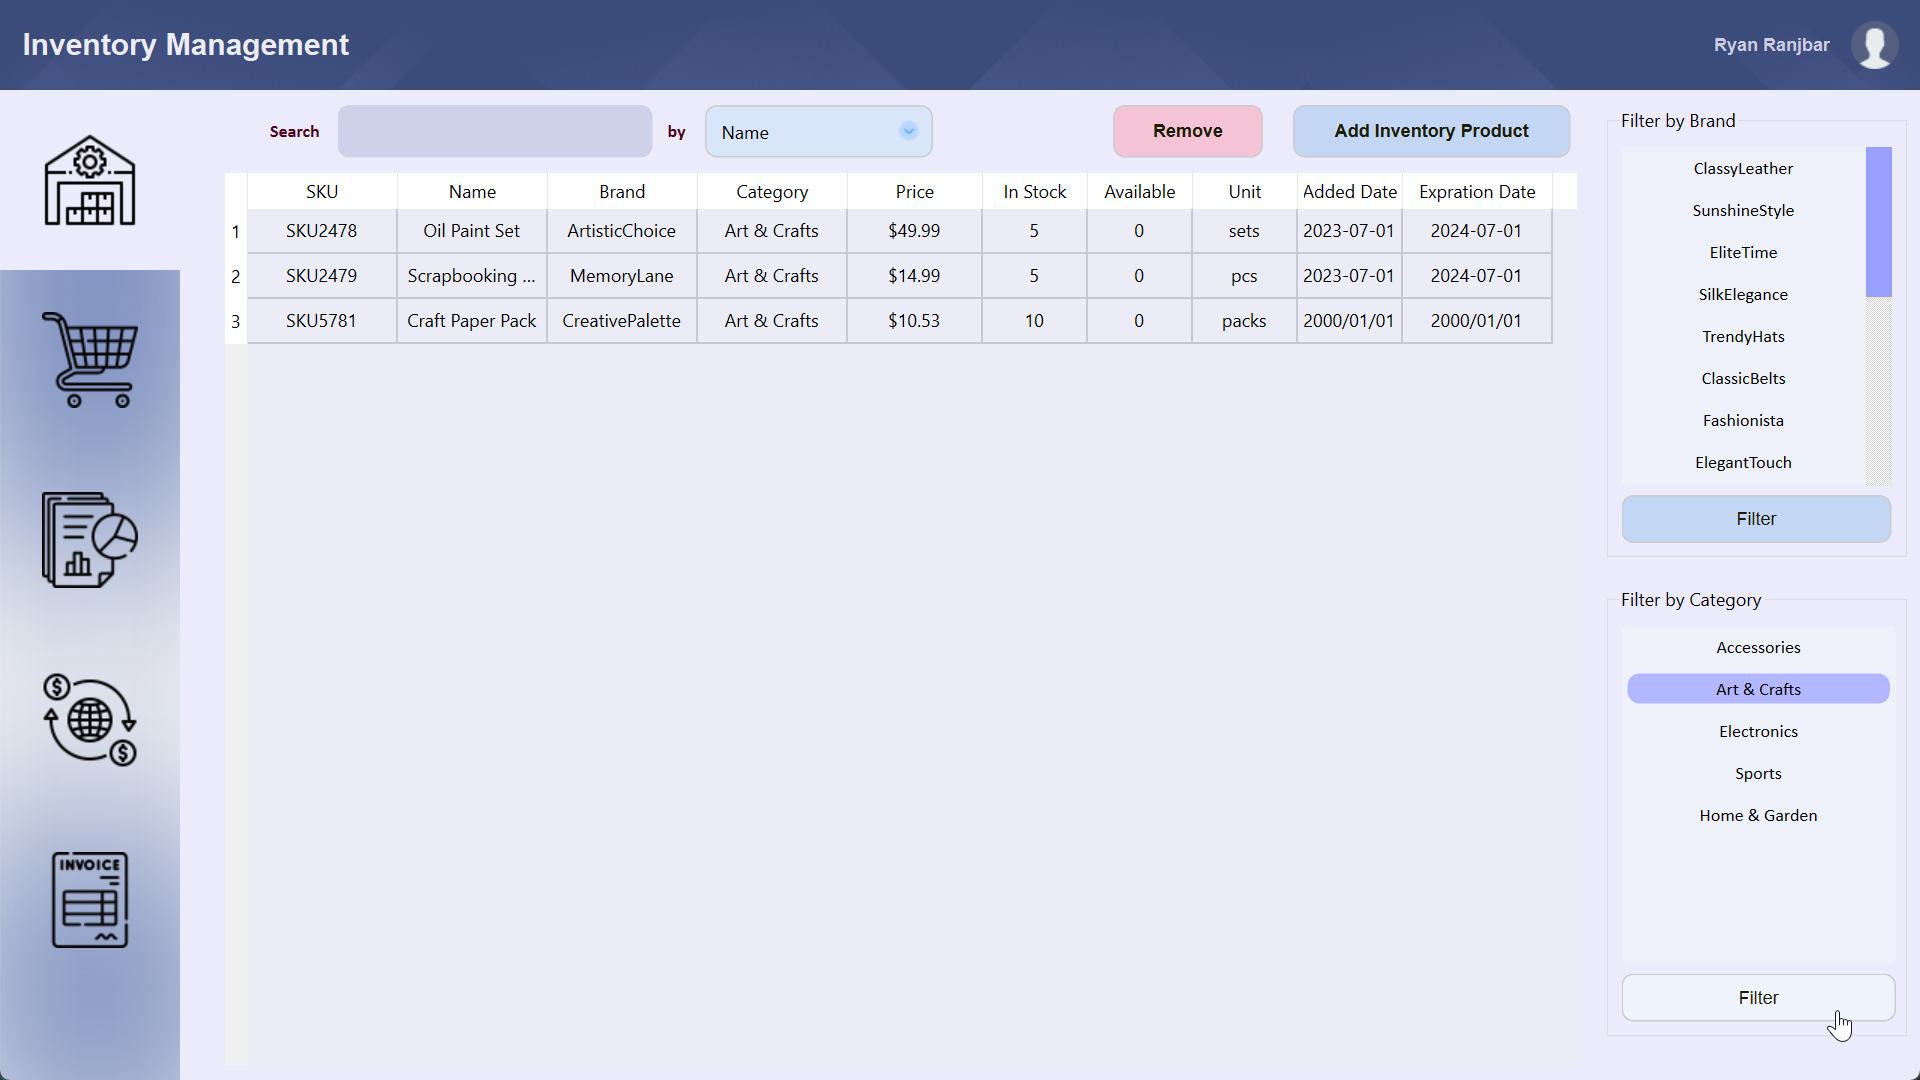 Inventory Management
Ryan Ranjbar
Search by Name Remove Add Inventory Product
SKU Name Brand Category Price In Stock Available Unit Added Date Expration Date
1 SKU2478 Oil Paint Set ArtisticChoice Art & Crafts $49.99 5 0 sets 2023-07-01 2024-07-01
2 SKU2479 Scrapbooking ... MemoryLane Art & Crafts $14.99 5 0 pcs 2023-07-01 2024-07-01
3 SKU5781 Craft Paper Pack CreativePalette Art & Crafts $10.53 10 0 packs 2000/01/01 2000/01/01
INVOICE
Filter by Brand
ClassyLeather
SunshineStyle
EliteTime
SilkElegance
TrendyHats
ClassicBelts
Fashionista
ElegantTouch
Filter
Filter by Category
Accessories
Art & Crafts
Electronics
Sports
Home & Garden
Filter